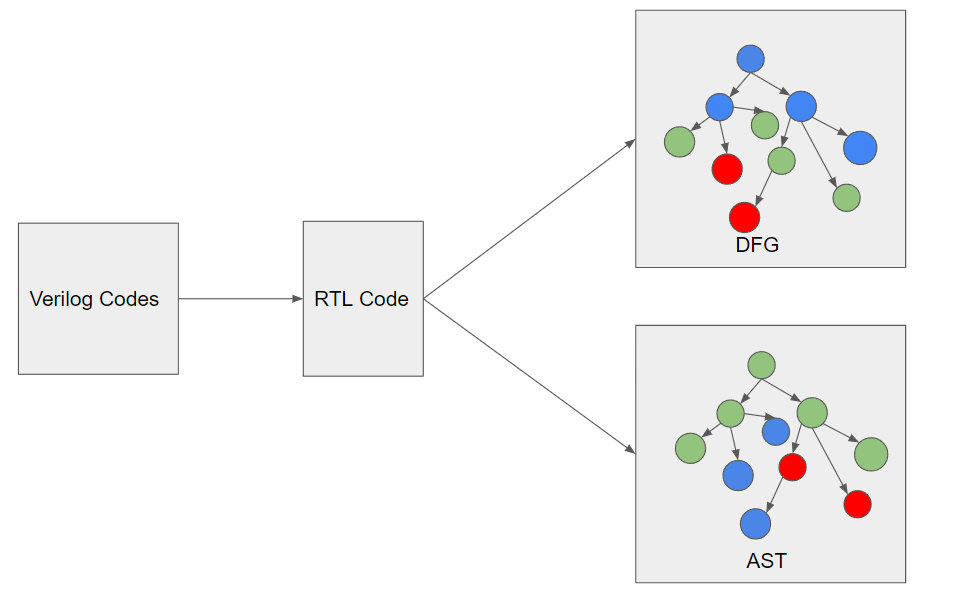 Verilog Codes
RTL Code
DFG
AST